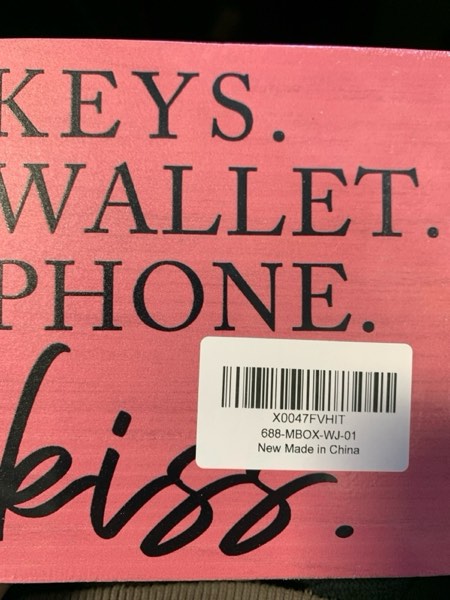 KEYS.
WALLET.
PHONE.
X0047FVHIT
688-MBOX-WJ-01
New Made in China
kiss.